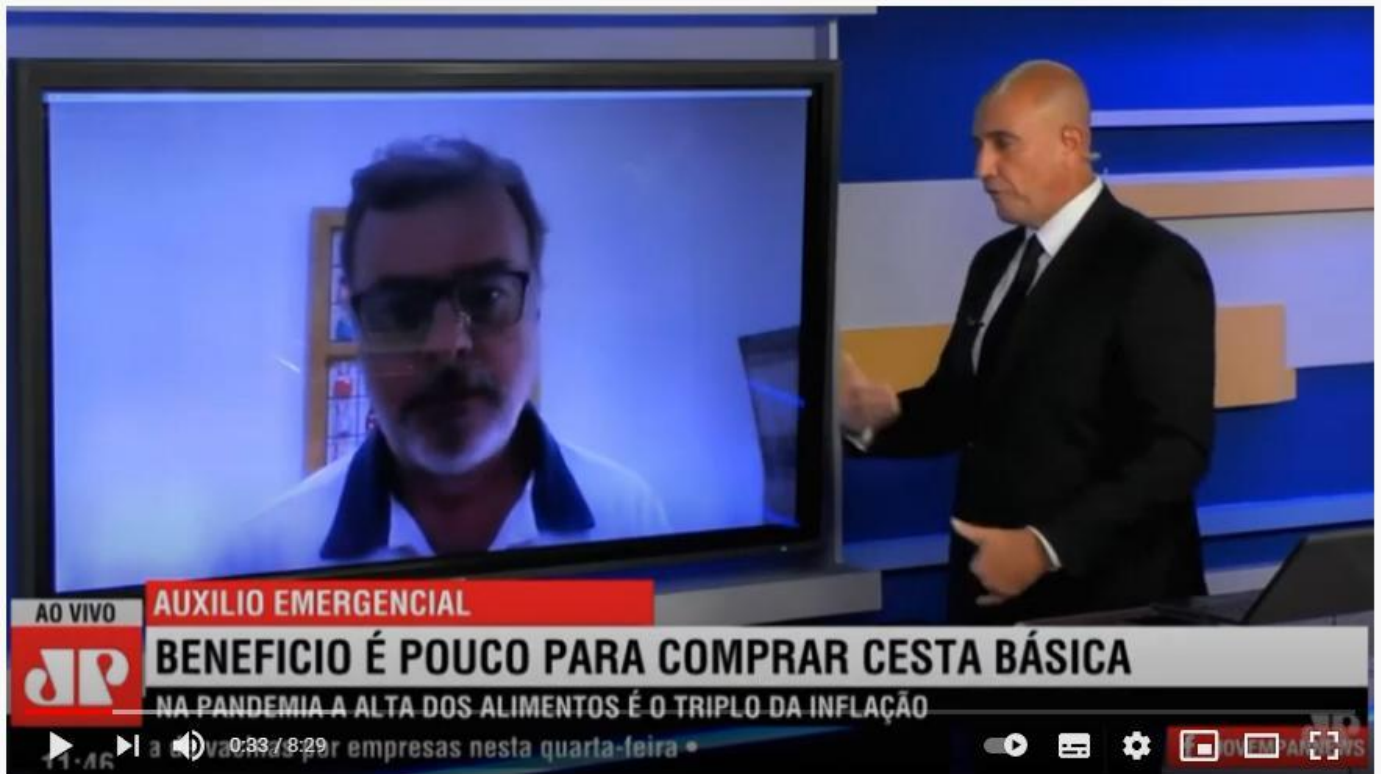 AO VIVO
JP
AUXILIO EMERGENCIAL
BENEFICIO É POUCO PARA COMPRAR CESTA BÁSICA
NA PANDEMIA A ALTA DOS ALIMENTOS É O TRIPLO DA INFLAÇÃO
11:46
por empresas nesta quarta-feira •
0:33 / 8:29
JOVEMPANNEWS